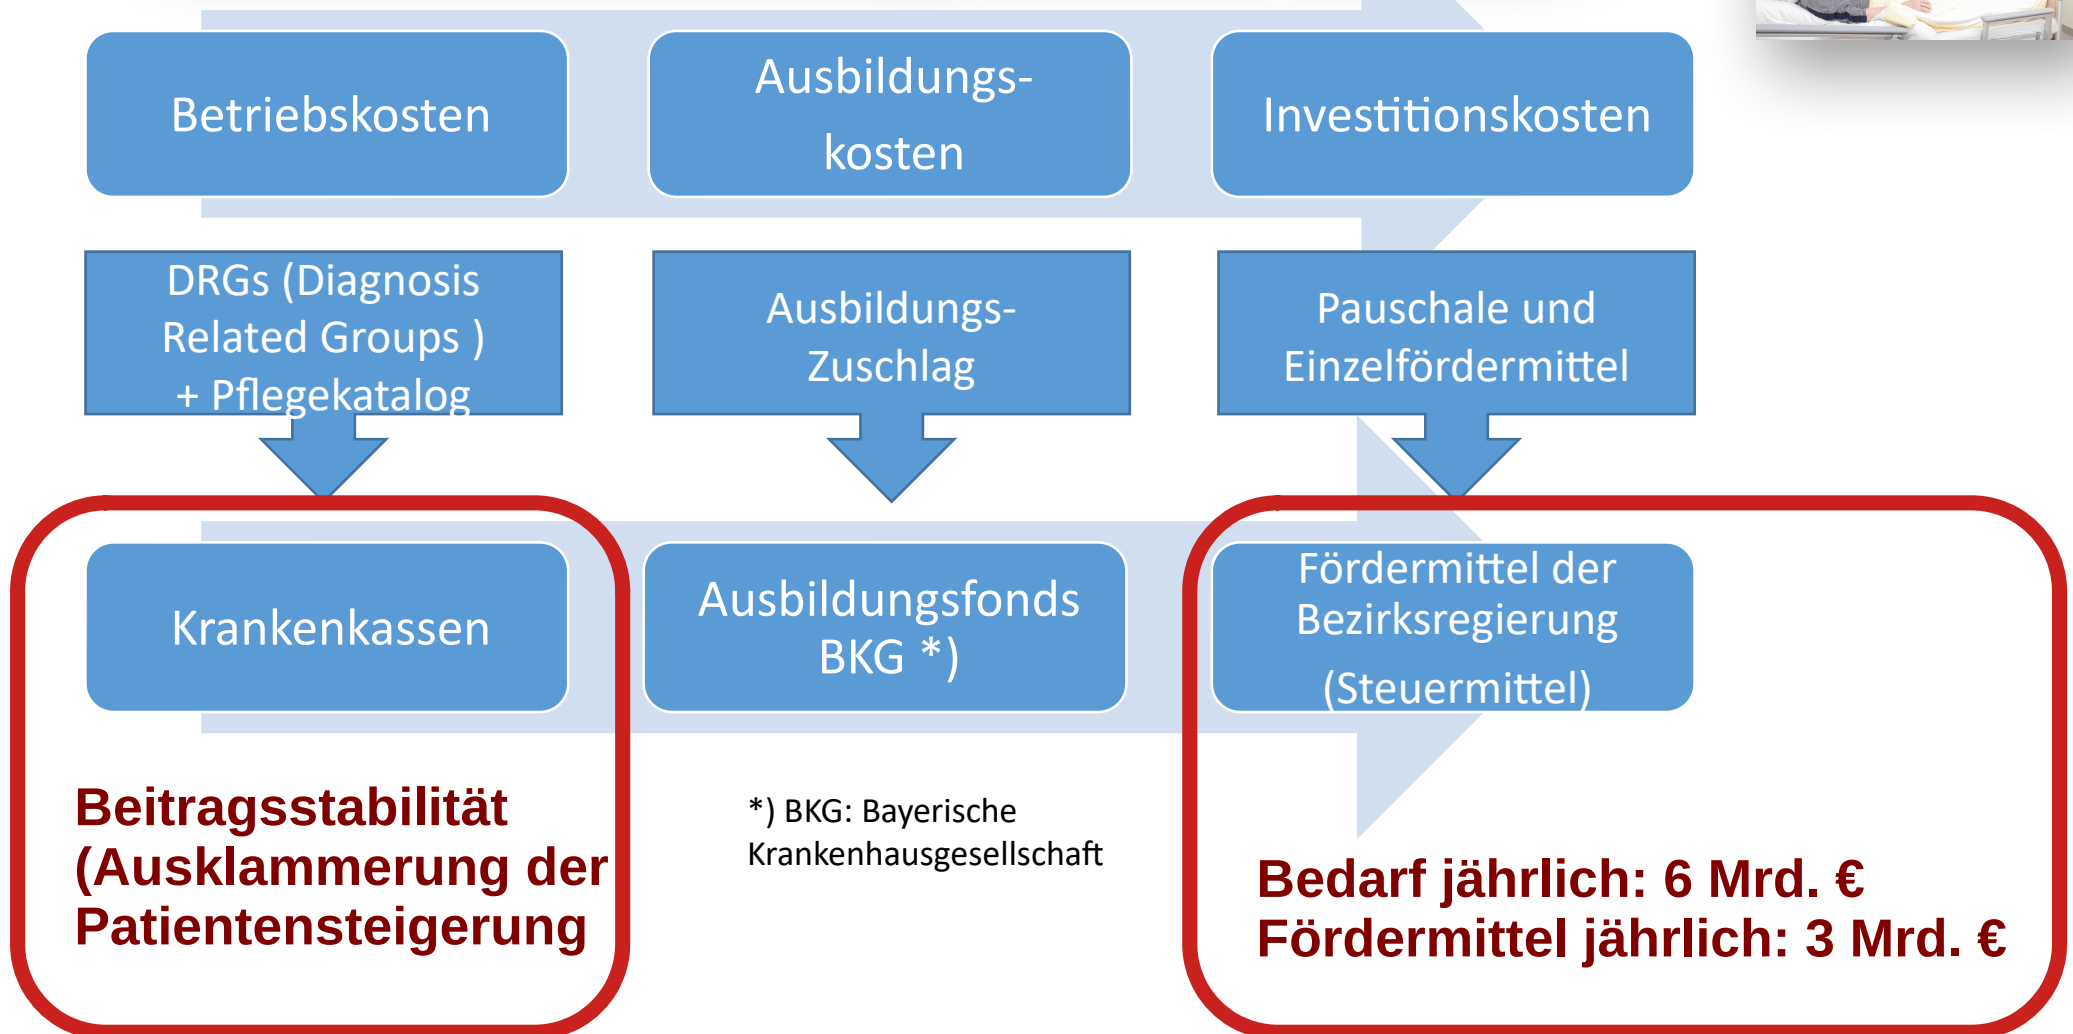 Betriebskosten
Ausbildungs-
kosten
Investitionskosten
DRGs (Diagnosis
Related Groups )
+ Pflegekatalog
Ausbildungs-
Zuschlag
Pauschale und
Einzelfördermittel
Krankenkassen
Ausbildungsfonds
BKG *)
Fördermittel der
Bezirksregierung
(Steuermittel)
Beitragsstabilität
(Ausklammerung der
Patientensteigerung
*) BKG: Bayerische
Krankenhausgesellschaft
Bedarf jährlich: 6 Mrd. €
Fördermittel jährlich: 3 Mrd. €